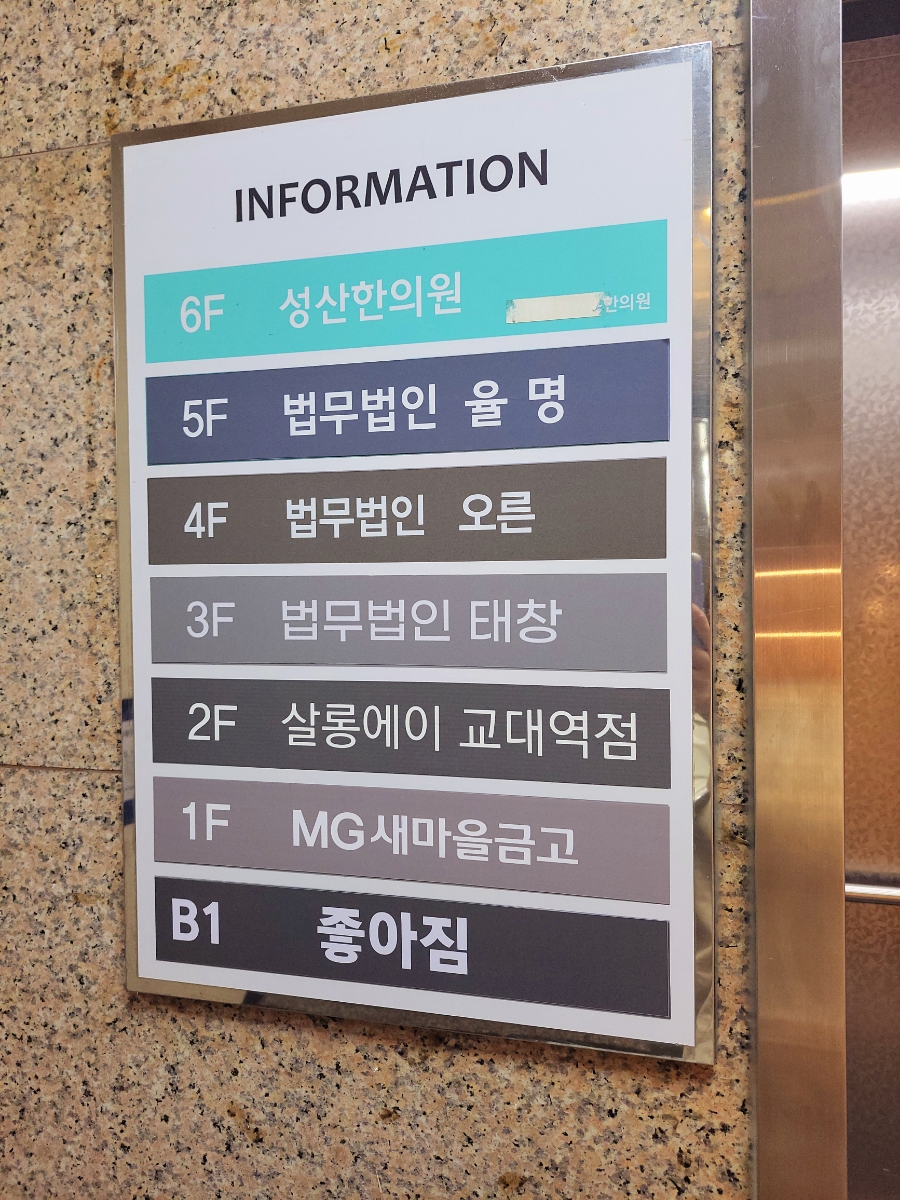 INFORMATION
6F 성산한의원 한의원
5F 법무법인 율 명
4F 법무법인 오른
3F 법무법인 태창
2F 살롱에이 교대역점
1F MG새마을금고
B1 좋아짐